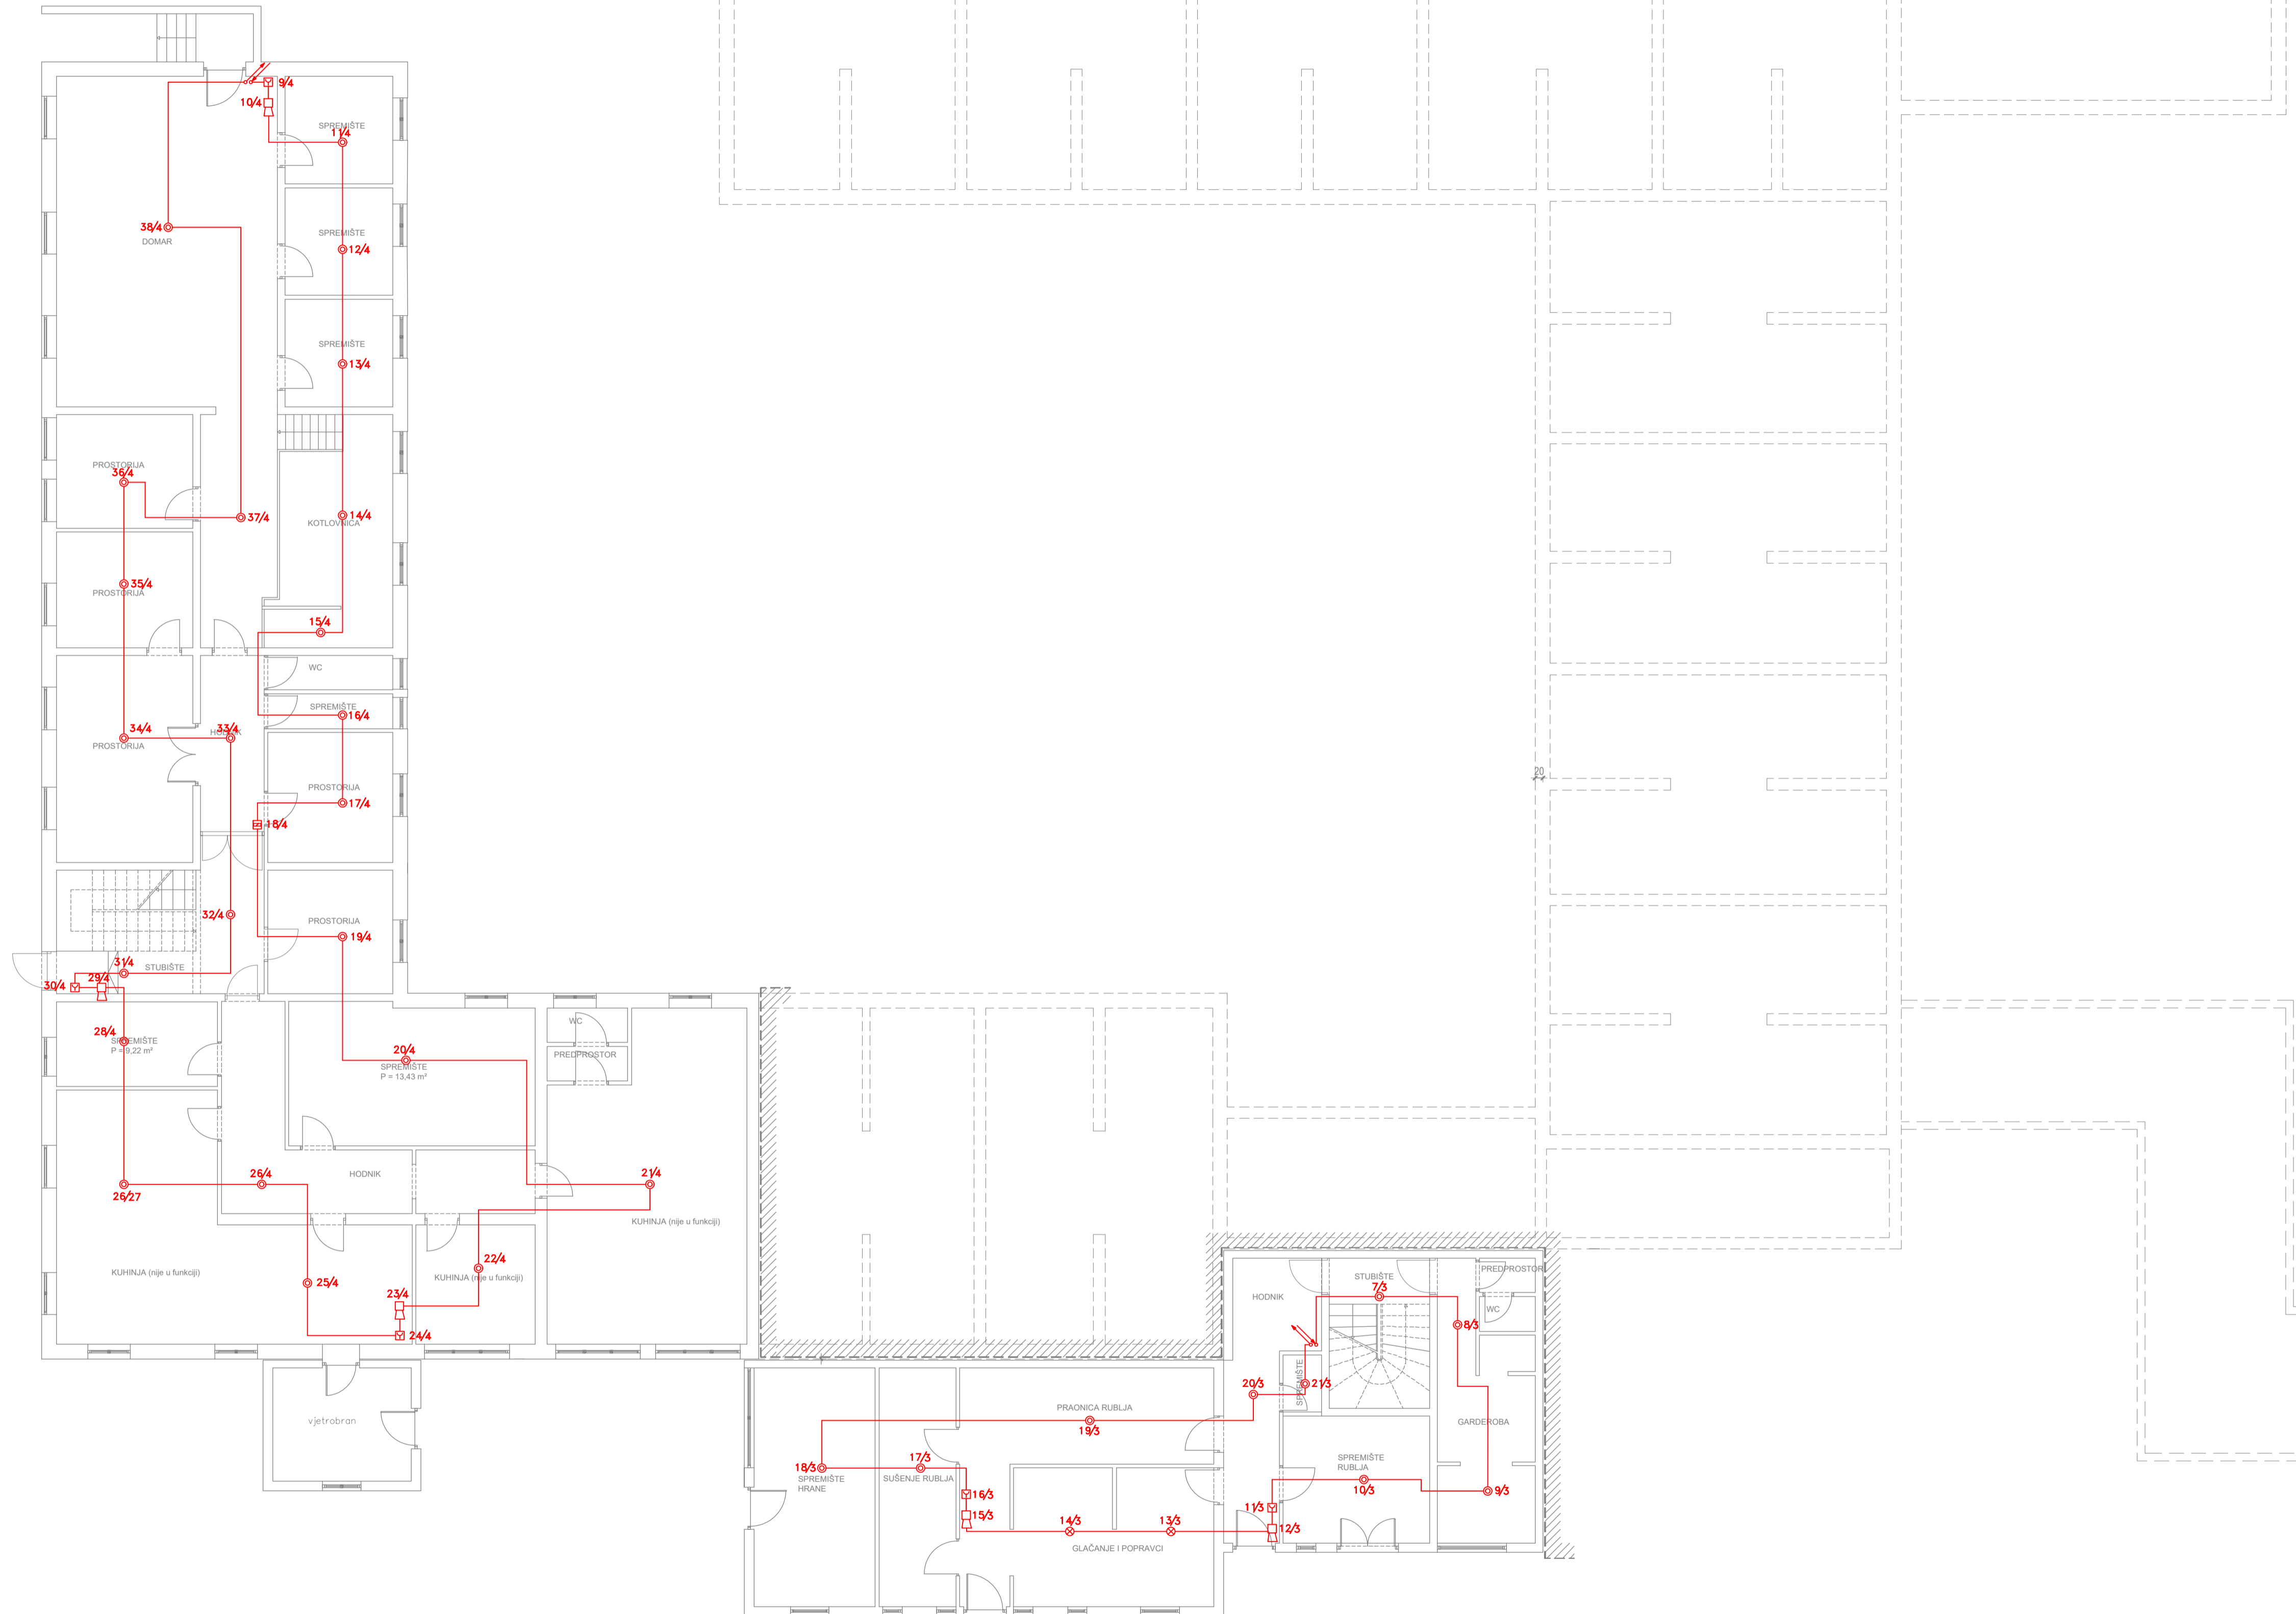 9/4
10/4
SPREMIŠTE
11/4
38/4
DOMAR
SPREMIŠTE
12/4
SPREMIŠTE
13/4
PROSTORIJA
36/4
37/4
14/4
KOTLOVNICA
35/4
PROSTORIJA
15/4
WC
SPREMIŠTE
16/4
34/4
PROSTORIJA
33/4
HODNIK
PROSTORIJA
17/4
18/4
20
32/4
PROSTORIJA
19/4
31/4
STUBIŠTE
29/4
30/4
28/4
SPREMIŠTE
P = 9,22 m²
WC
PREDPROSTOR
20/4
SPREMIŠTE
P = 13,43 m²
26/4
26/27
HODNIK
21/4
KUHINJA (nije u funkciji)
22/4
KUHINJA (nije u funkciji)
KUHINJA (nije u funkciji)
25/4
23/4
24/4
vjetrobran
STUBIŠTE
7/3
PREDPROSTOR
HODNIK
WC
8/3
SPREMIŠTE
20/3
21/3
PRAONICA RUBLJA
19/3
GARDEROBA
17/3
18/3
SPREMIŠTE
HRANE
SUŠENJE RUBLJA
SPREMIŠTE
RUBLJA
10/3
9/3
16/3
15/3
14/3
13/3
11/3
12/3
GLAČANJE I POPRAVCI